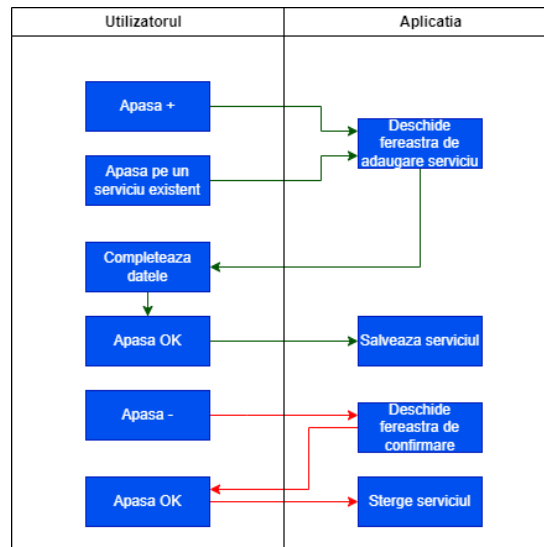 Utilizatorul
Aplicatia
Apasa +
Deschide
fereastra de
adaugare serviciu
Apasa pe un
serviciu existent
Completeaza
datele
Apasa OK
Salveaza serviciul
Apasa -
Deschide
fereastra de
confirmare
Apasa OK
Sterge serviciul